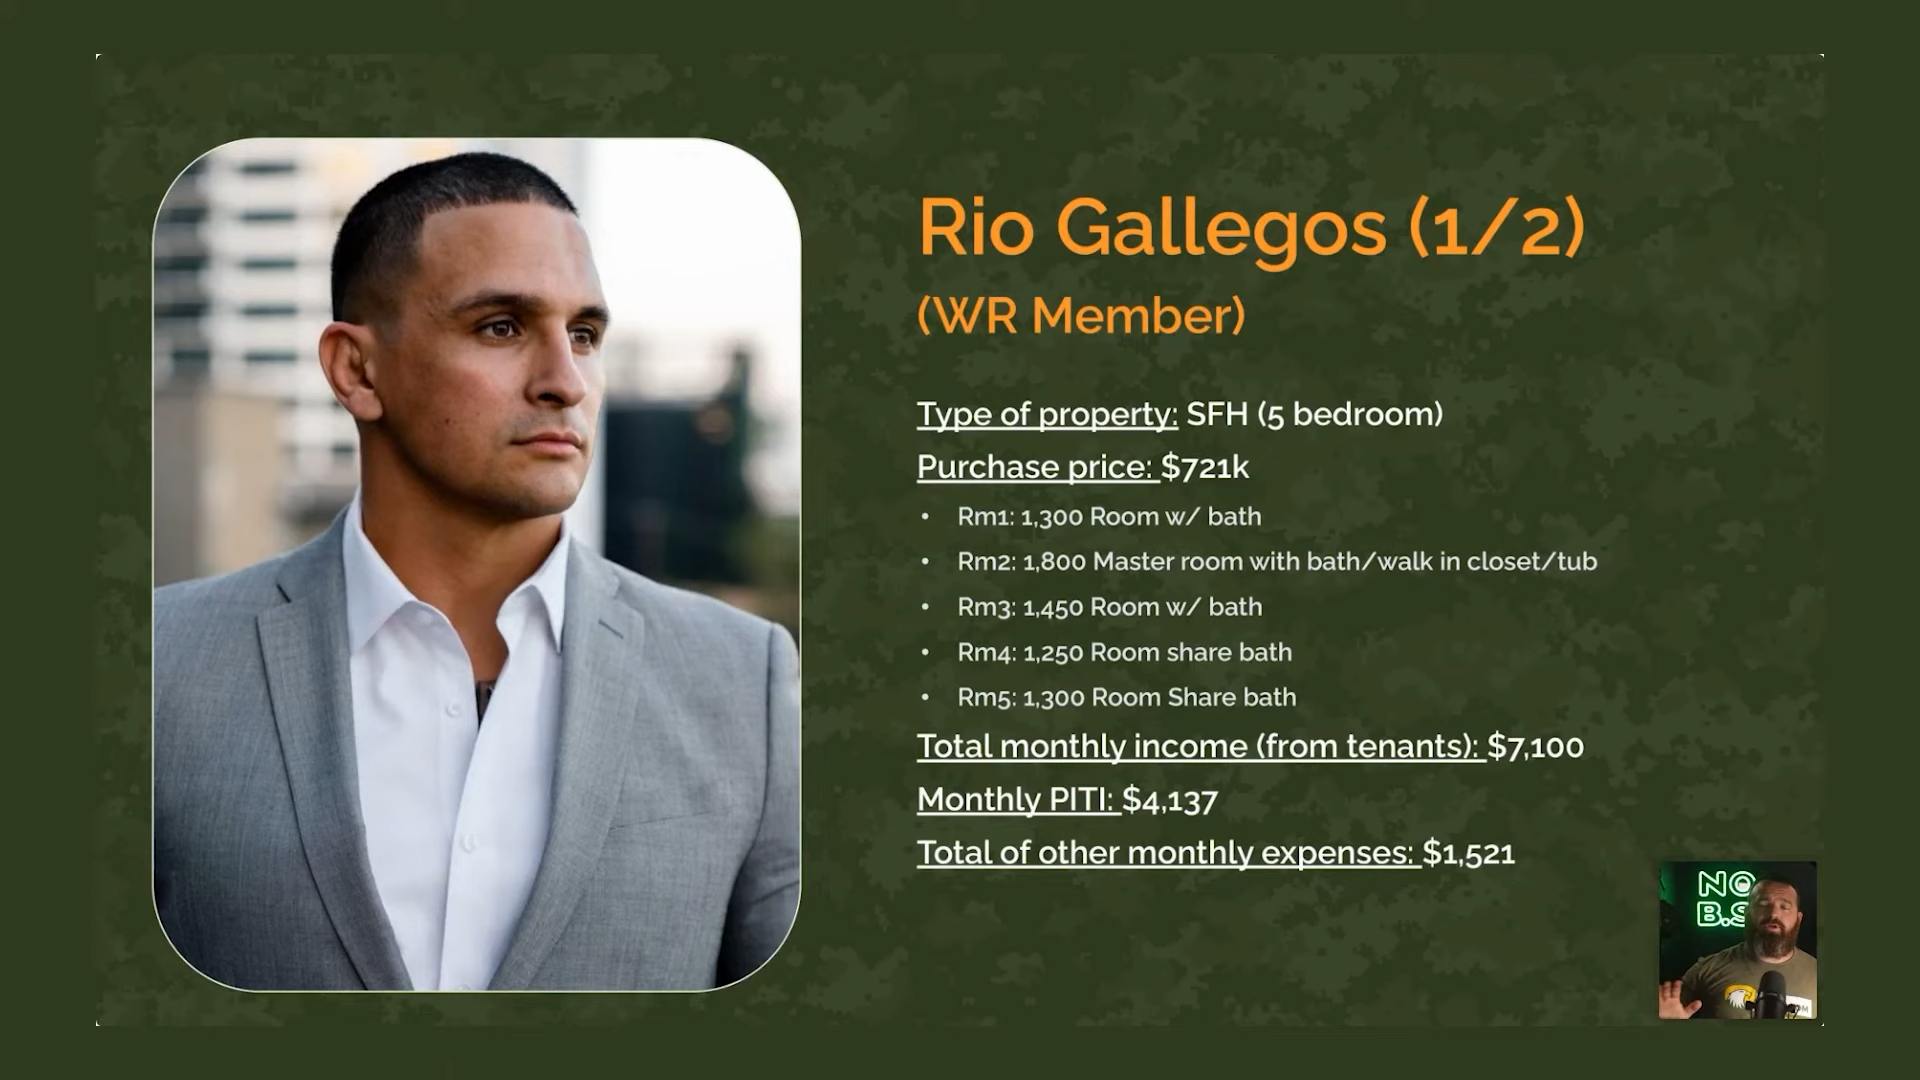 Rio Gallegos (1/2)
(WR Member)
Type of property: SFH (5 bedroom)
Purchase price: $721k
• Rm1: 1,300 Room w/ bath
• Rm2: 1,800 Master room with bath/walk in closet/tub
• Rm3: 1,450 Room w/ bath
• Rm4: 1,250 Room share bath
• Rm5: 1,300 Room Share bath
Total monthly income (from tenants): $7,100
Monthly PITI: $4,137
Total of other monthly expenses: $1,521
NO
B.S